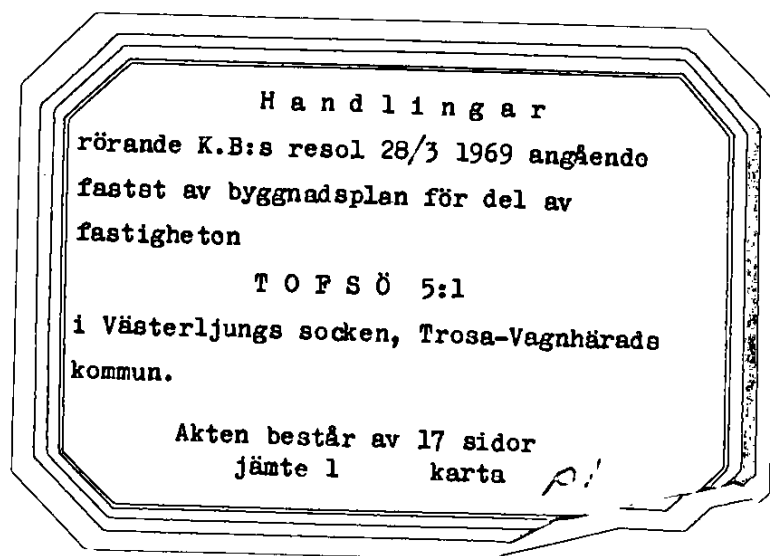 Handlingar
rörande K.B:s resol 28/3 1969 angående
fastst av byggnadsplan för del av
fastigheten
TOFSÖ 5:1
i Västerljungs socken, Trosa-Vagnhärads
kommun.
Akten består av 17 sidor
jämte 1 karta